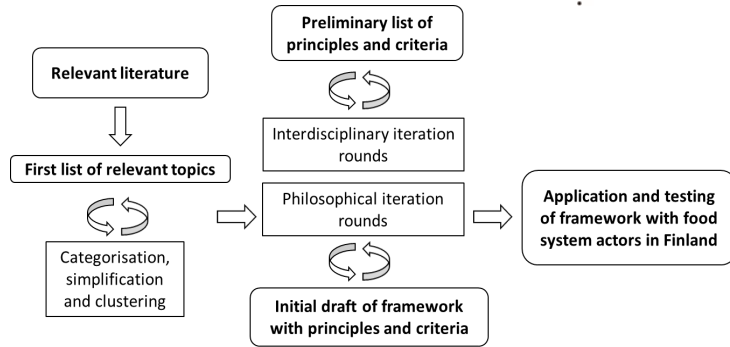 Relevant literature
First list of relevant topics
Categorisation,
simplification
and clustering
Preliminary list of
principles and criteria
Interdisciplinary iteration
rounds
Philosophical iteration
rounds
Initial draft of framework
with principles and criteria
Application and testing
of framework with food
system actors in Finland